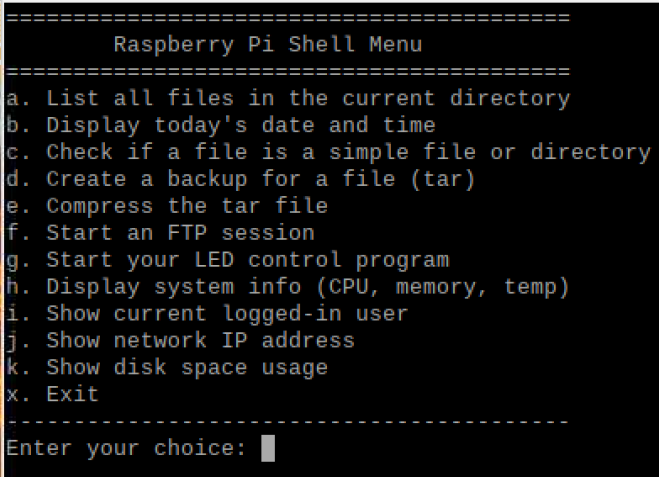 ==========================================
        Raspberry Pi Shell Menu
==========================================
a. List all files in the current directory
b. Display today's date and time
c. Check if a file is a simple file or directory
d. Create a backup for a file (tar)
e. Compress the tar file
f. Start an FTP session
g. Start your LED control program
h. Display system info (CPU, memory, temp)
i. Show current logged-in user
j. Show network IP address
k. Show disk space usage
x. Exit
------------------------------------------
Enter your choice: